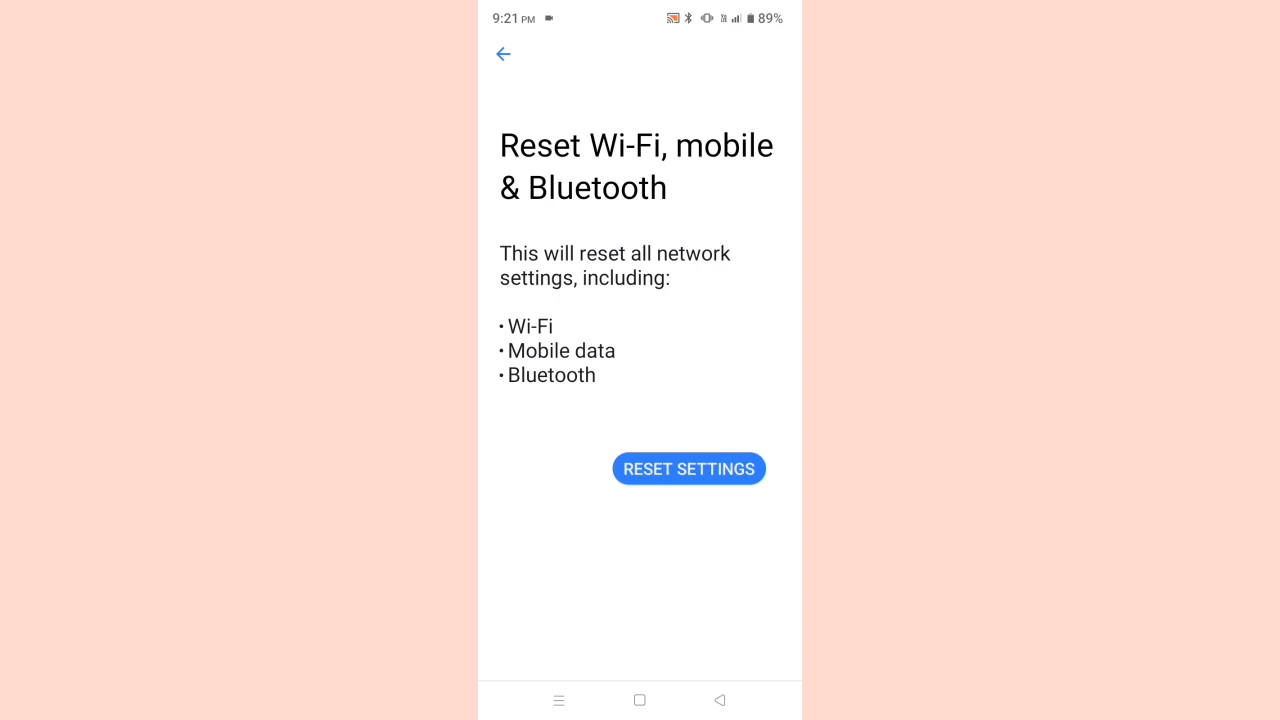 9:21 PM
89%
Reset Wi-Fi, mobile
& Bluetooth
This will reset all network
settings, including:
• Wi-Fi
• Mobile data
• Bluetooth
RESET SETTINGS